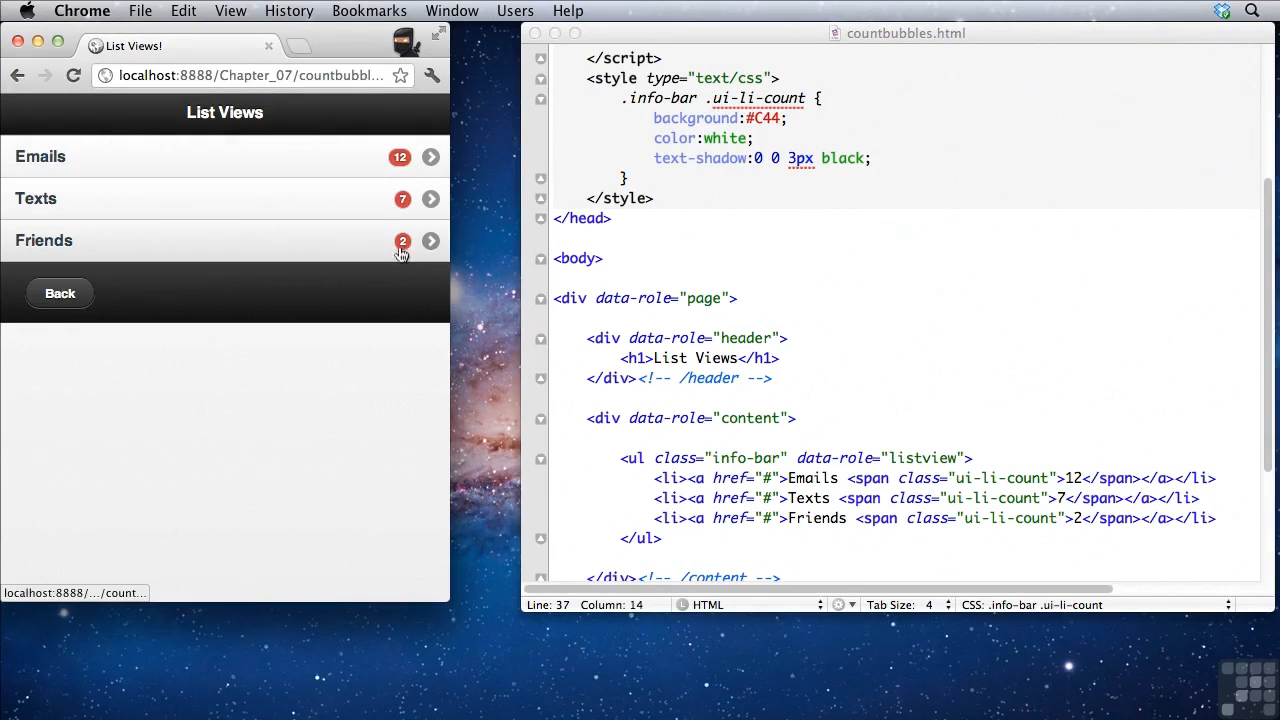 Chrome File Edit View History Bookmarks Window Users Help
List Views!
localhost:8888/Chapter_07/countbubbl...
List Views
Emails 12
Texts 7
Friends 2
Back
localhost:8888/.../count...
countbubbles.html
</script>
<style type="text/css">
.info-bar .ui-li-count {
background:#C44;
color:white;
text-shadow:0 0 3px black;
}
</style>
</head>
<body>
<div data-role="page">
<div data-role="header">
<h1>List Views</h1>
</div><!-- /header -->
<div data-role="content">
<ul class="info-bar" data-role="listview">
<li><a href="#">Emails <span class="ui-li-count">12</span></a></li>
<li><a href="#">Texts <span class="ui-li-count">7</span></a></li>
<li><a href="#">Friends <span class="ui-li-count">2</span></a></li>
</ul>
</div><!-- /content -->
Line: 37 Column: 14 L HTML Tab Size: 4 CSS: .info-bar .ui-li-count